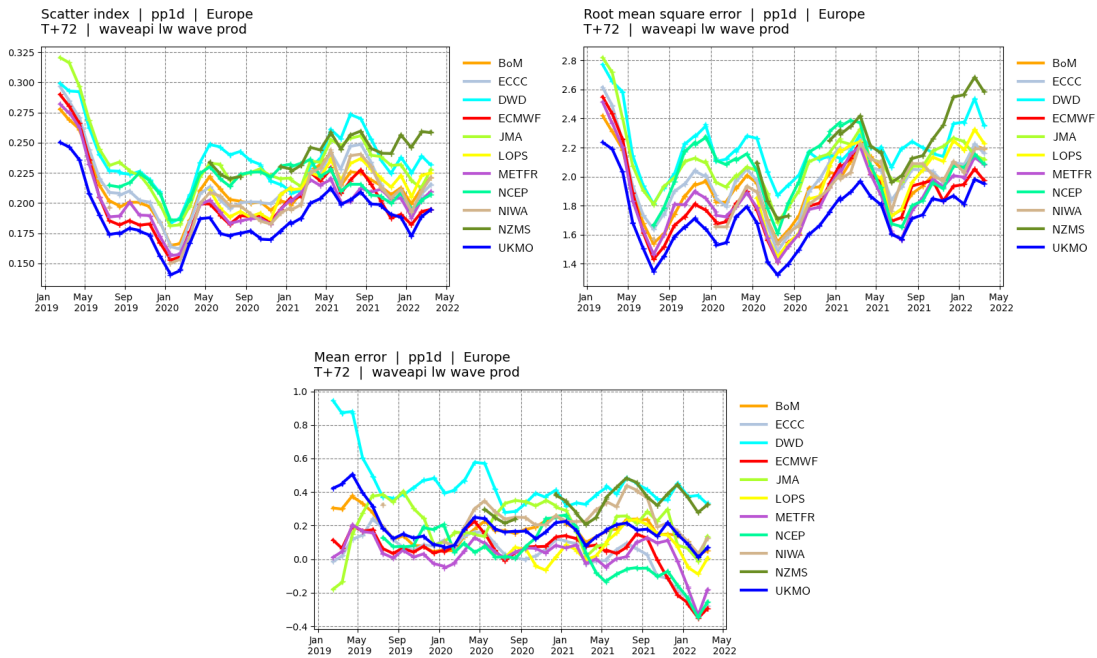 Scatter index | pp1d | Europe
T+72 | waveapi lw wave prod
0.325
0.300
0.275
0.250
0.225
0.200
0.175
0.150
Jan 2019
May 2019
Sep 2019
Jan 2020
May 2020
Sep 2020
Jan 2021
May 2021
Sep 2021
Jan 2022
May 2022
BoM
ECCC
DWD
ECMWF
JMA
LOPS
METFR
NCEP
NIWA
NZMS
UKMO
Root mean square error | pp1d | Europe
T+72 | waveapi lw wave prod
2.8
2.6
2.4
2.2
2.0
1.8
1.6
1.4
Jan 2019
May 2019
Sep 2019
Jan 2020
May 2020
Sep 2020
Jan 2021
May 2021
Sep 2021
Jan 2022
May 2022
BoM
ECCC
DWD
ECMWF
JMA
LOPS
METFR
NCEP
NIWA
NZMS
UKMO
Mean error | pp1d | Europe
T+72 | waveapi lw wave prod
1.0
0.8
0.6
0.4
0.2
0.0
−0.2
−0.4
Jan 2019
May 2019
Sep 2019
Jan 2020
May 2020
Sep 2020
Jan 2021
May 2021
Sep 2021
Jan 2022
May 2022
BoM
ECCC
DWD
ECMWF
JMA
LOPS
METFR
NCEP
NIWA
NZMS
UKMO